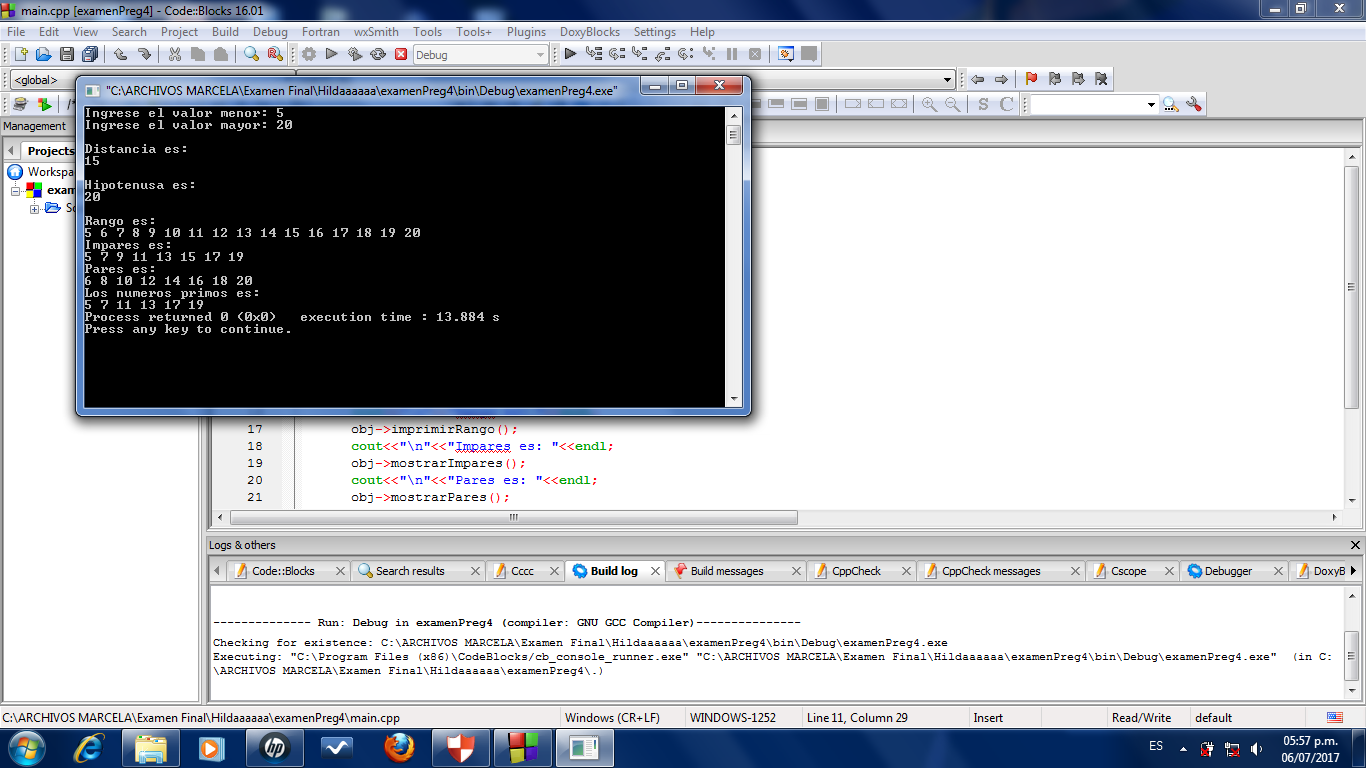 main.cpp [examenPreg4] - Code::Blocks 16.01
File Edit View Search Project Build Debug Fortran wxSmith Tools Tools+ Plugins DoxyBlocks Settings Help
Debug
<global>
"C:\ARCHIVOS MARCELA\Examen Final\Hildaaaaaa\examenPreg4\bin\Debug\examenPreg4.exe"
Ingrese el valor menor: 5
Ingrese el valor mayor: 20
Distancia es:
15
Hipotenusa es:
20
Rango es:
5 6 7 8 9 10 11 12 13 14 15 16 17 18 19 20
Impares es:
5 7 9 11 13 15 17 19
Pares es:
6 8 10 12 14 16 18 20
Los numeros primos es:
5 7 11 13 17 19
Process returned 0 (0x0) execution time : 13.884 s
Press any key to continue.
S C
/*
Management
Projects
Workspa
exam
So
17 obj->imprimirRango();
18 cout<<"\n"<<"Impares es: "<<endl;
19 obj->mostrarImpares();
20 cout<<"\n"<<"Pares es: "<<endl;
21 obj->mostrarPares();
Logs & others
Code::Blocks Search results Cccc Build log Build messages CppCheck CppCheck messages Cscope Debugger DoxyB
-------------- Run: Debug in examenPreg4 (compiler: GNU GCC Compiler)---------------
Checking for existence: C:\ARCHIVOS MARCELA\Examen Final\Hildaaaaaa\examenPreg4\bin\Debug\examenPreg4.exe
Executing: "C:\Program Files (x86)\CodeBlocks/cb_console_runner.exe" "C:\ARCHIVOS MARCELA\Examen Final\Hildaaaaaa\examenPreg4\bin\Debug\examenPreg4.exe" (in C:
\ARCHIVOS MARCELA\Examen Final\Hildaaaaaa\examenPreg4\.)
C:\ARCHIVOS MARCELA\Examen Final\Hildaaaaaa\examenPreg4\main.cpp Windows (CR+LF) WINDOWS-1252 Line 11, Column 29 Insert Read/Write default
hp
ES
05:57 p.m.
06/07/2017